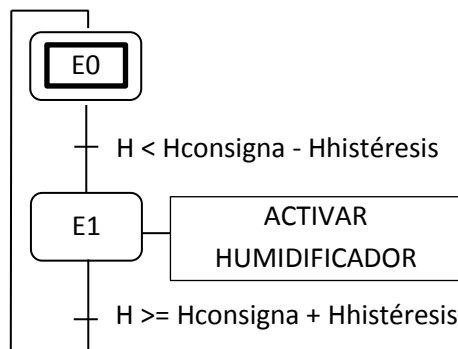 E0
H < Hconsigna - Hhistéresis
E1
ACTIVAR
HUMIDIFICADOR
H >= Hconsigna + Hhistéresis